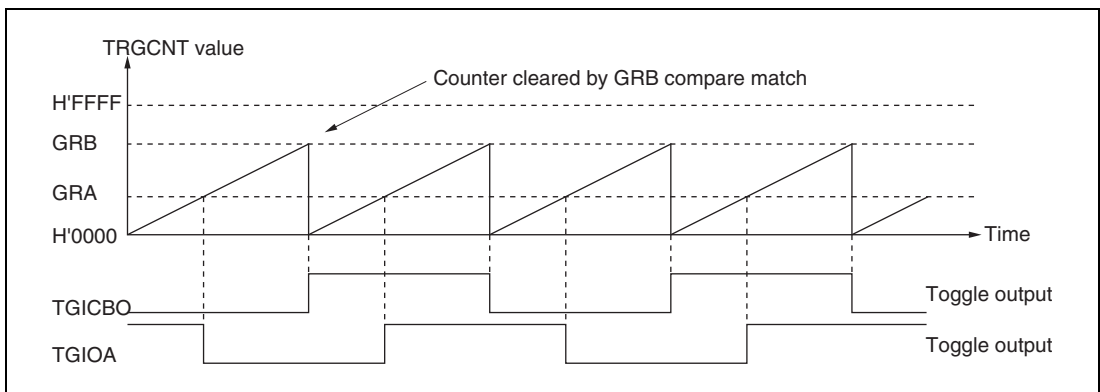 TRGCNT value
Counter cleared by GRB compare match
H'FFFF
GRB
GRA
H'0000
Time
TGICBO
Toggle output
TGIOA
Toggle output